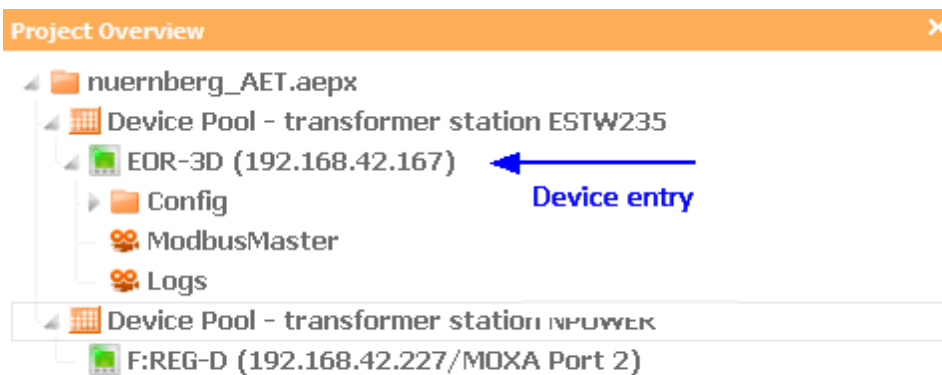 Project Overview
nuernberg_AET.aepx
Device Pool - transformer station ESTW235
EOR-3D (192.168.42.167)
Device entry
Config
ModbusMaster
Logs
Device Pool - transformer station NPOWER
F:REG-D (192.168.42.227/MOXA Port 2)